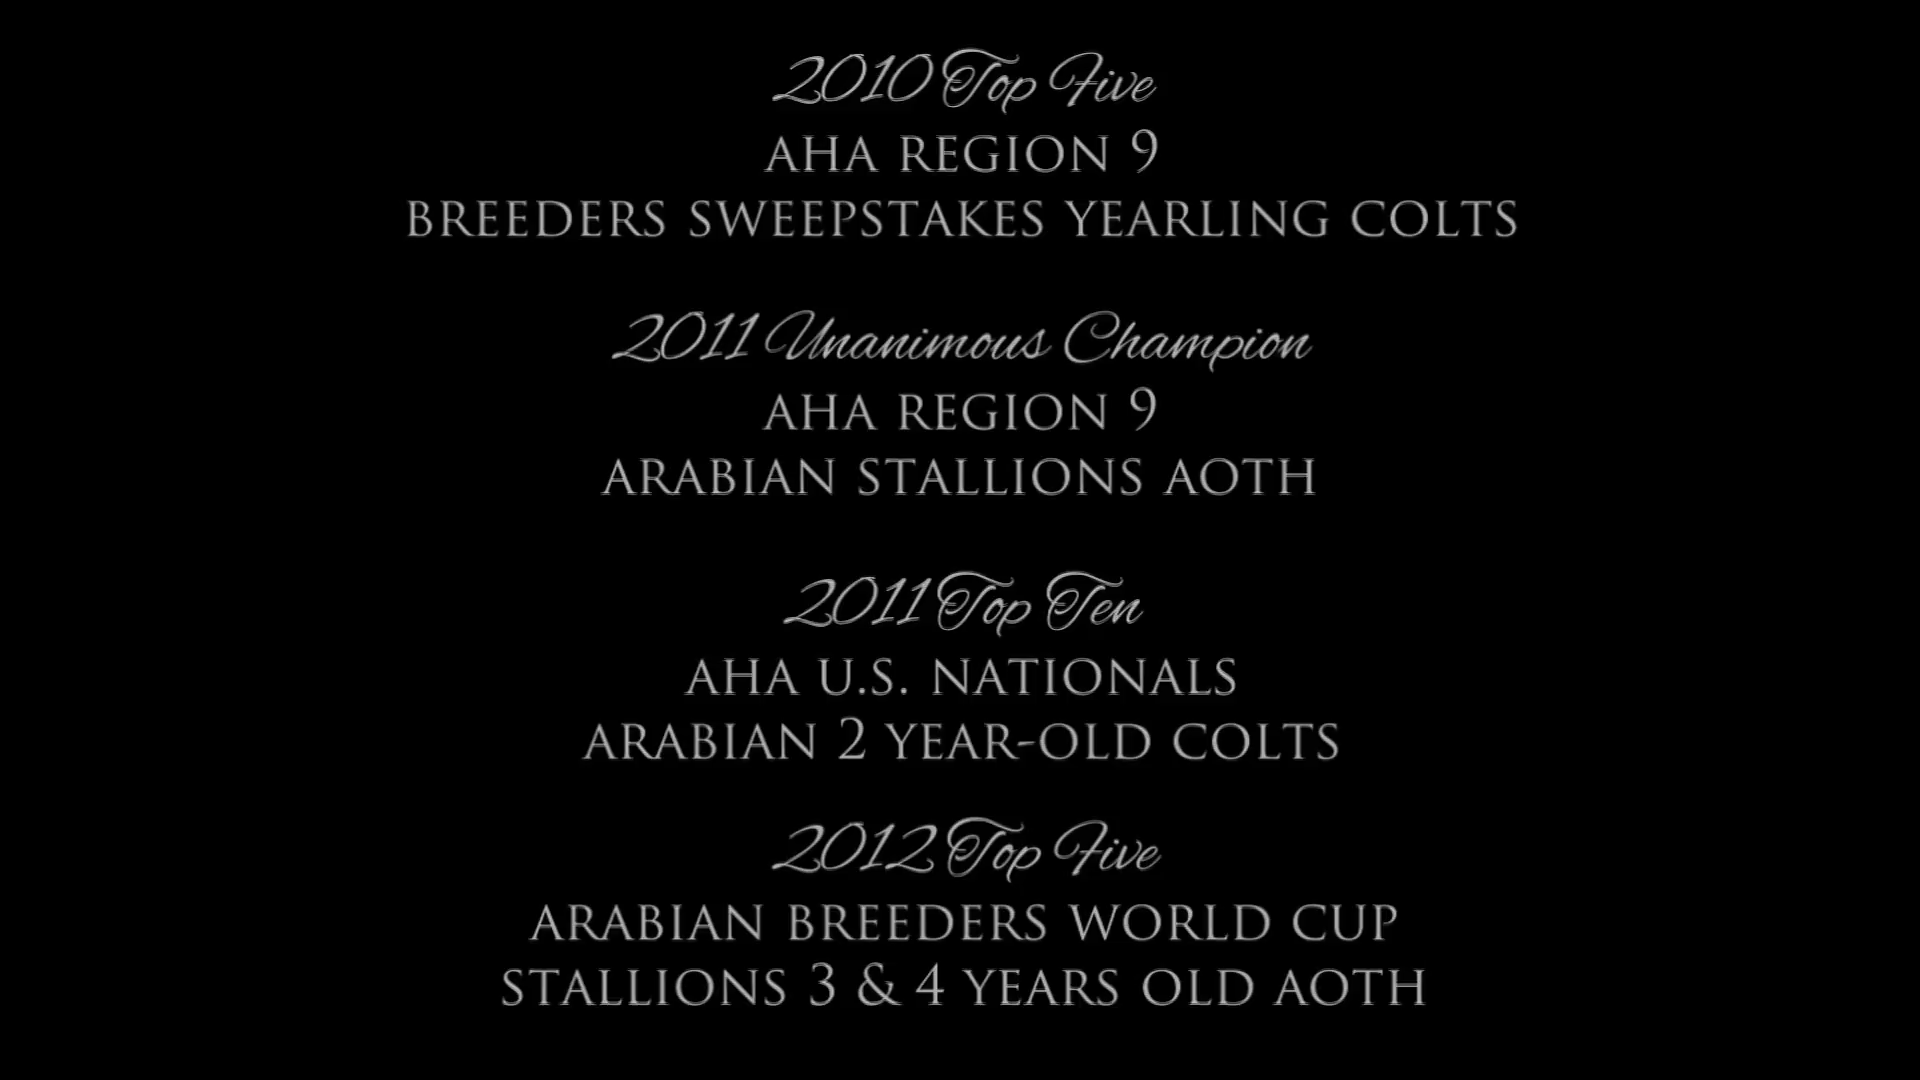 2010 Top Five
AHA REGION 9
BREEDERS SWEEPSTAKES YEARLING COLTS
2011 Unanimous Champion
AHA REGION 9
ARABIAN STALLIONS AOTH
2011 Top Ten
AHA U.S. NATIONALS
ARABIAN 2 YEAR-OLD COLTS
2012 Top Five
ARABIAN BREEDERS WORLD CUP
STALLIONS 3 & 4 YEARS OLD AOTH